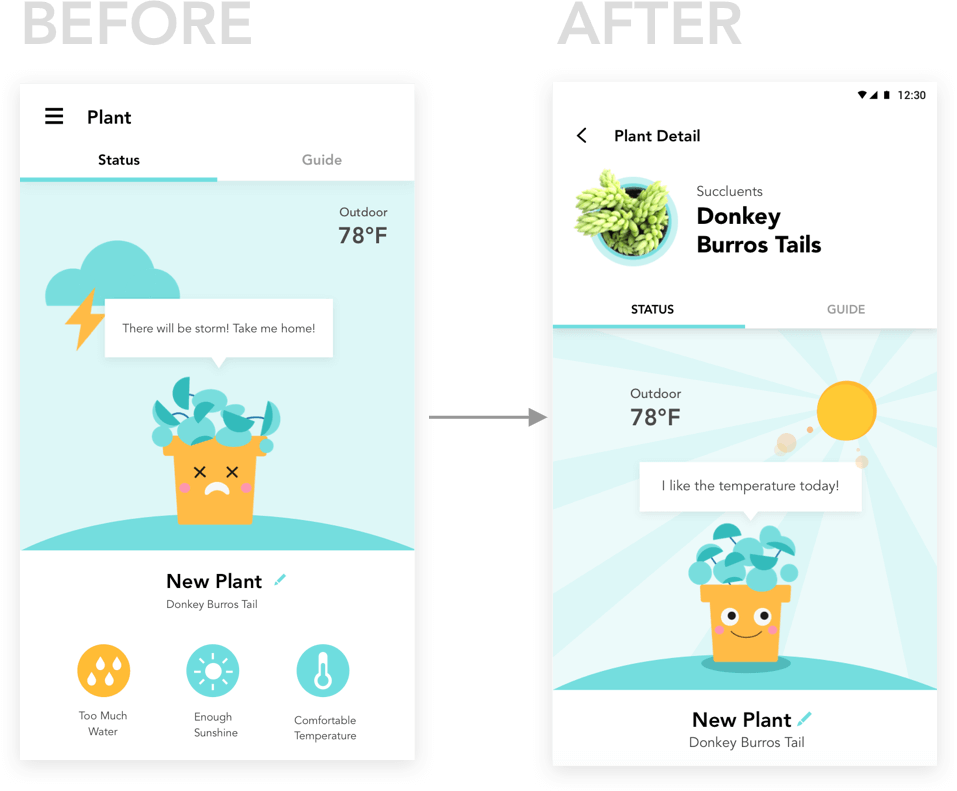 BEFORE
Plant
Status
Guide
Outdoor
78°F
There will be storm! Take me home!
New Plant
Donkey Burros Tail
Too Much
Water
Enough
Sunshine
Comfortable
Temperature
AFTER
12:30
Plant Detail
Succluents
Donkey
Burros Tails
STATUS
GUIDE
Outdoor
78°F
I like the temperature today!
New Plant
Donkey Burros Tail